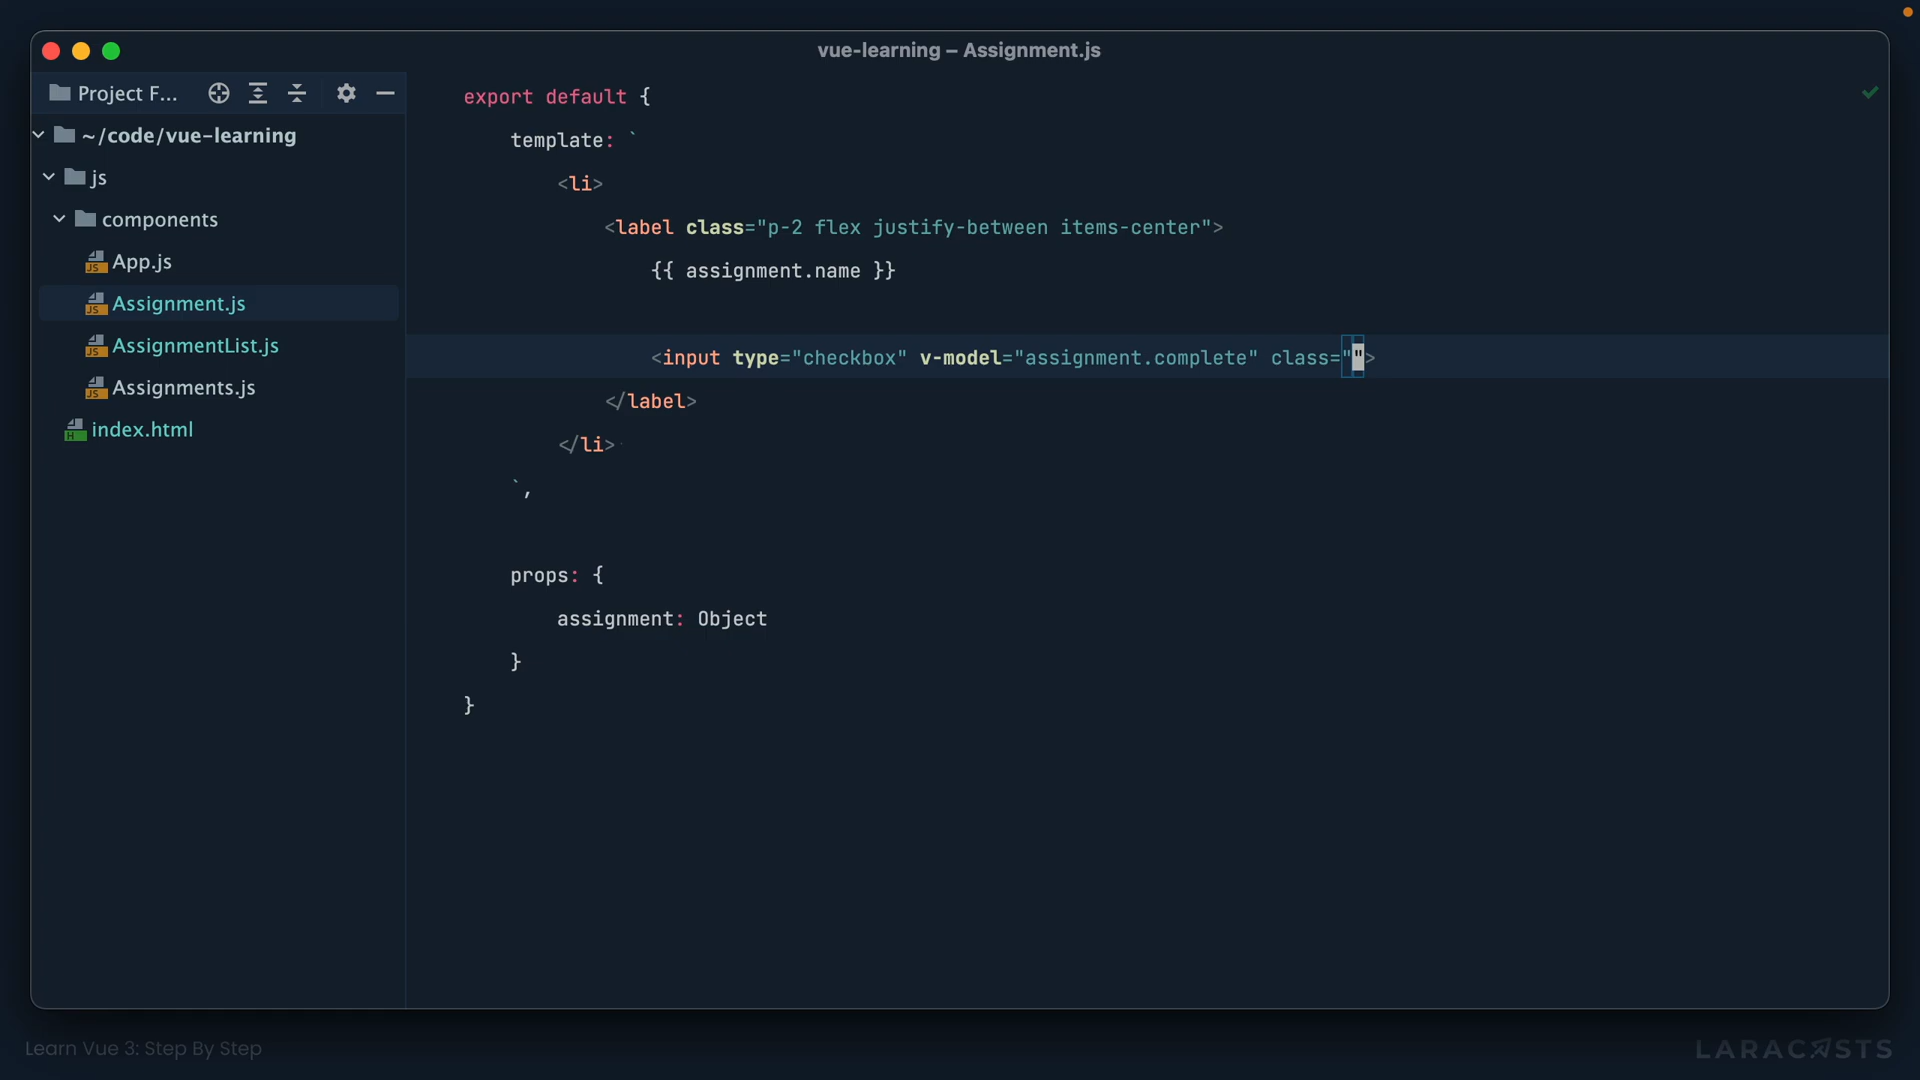 vue-learning – Assignment.js
Project F...
~/code/vue-learning
js
components
App.js
Assignment.js
AssignmentList.js
Assignments.js
index.html
export default {
template: `
<li>
<label class="p-2 flex justify-between items-center">
{{ assignment.name }}
<input type="checkbox" v-model="assignment.complete" class="">
</label>
</li>
`,
props: {
assignment: Object
}
}
Learn Vue 3: Step By Step
LARACASTS